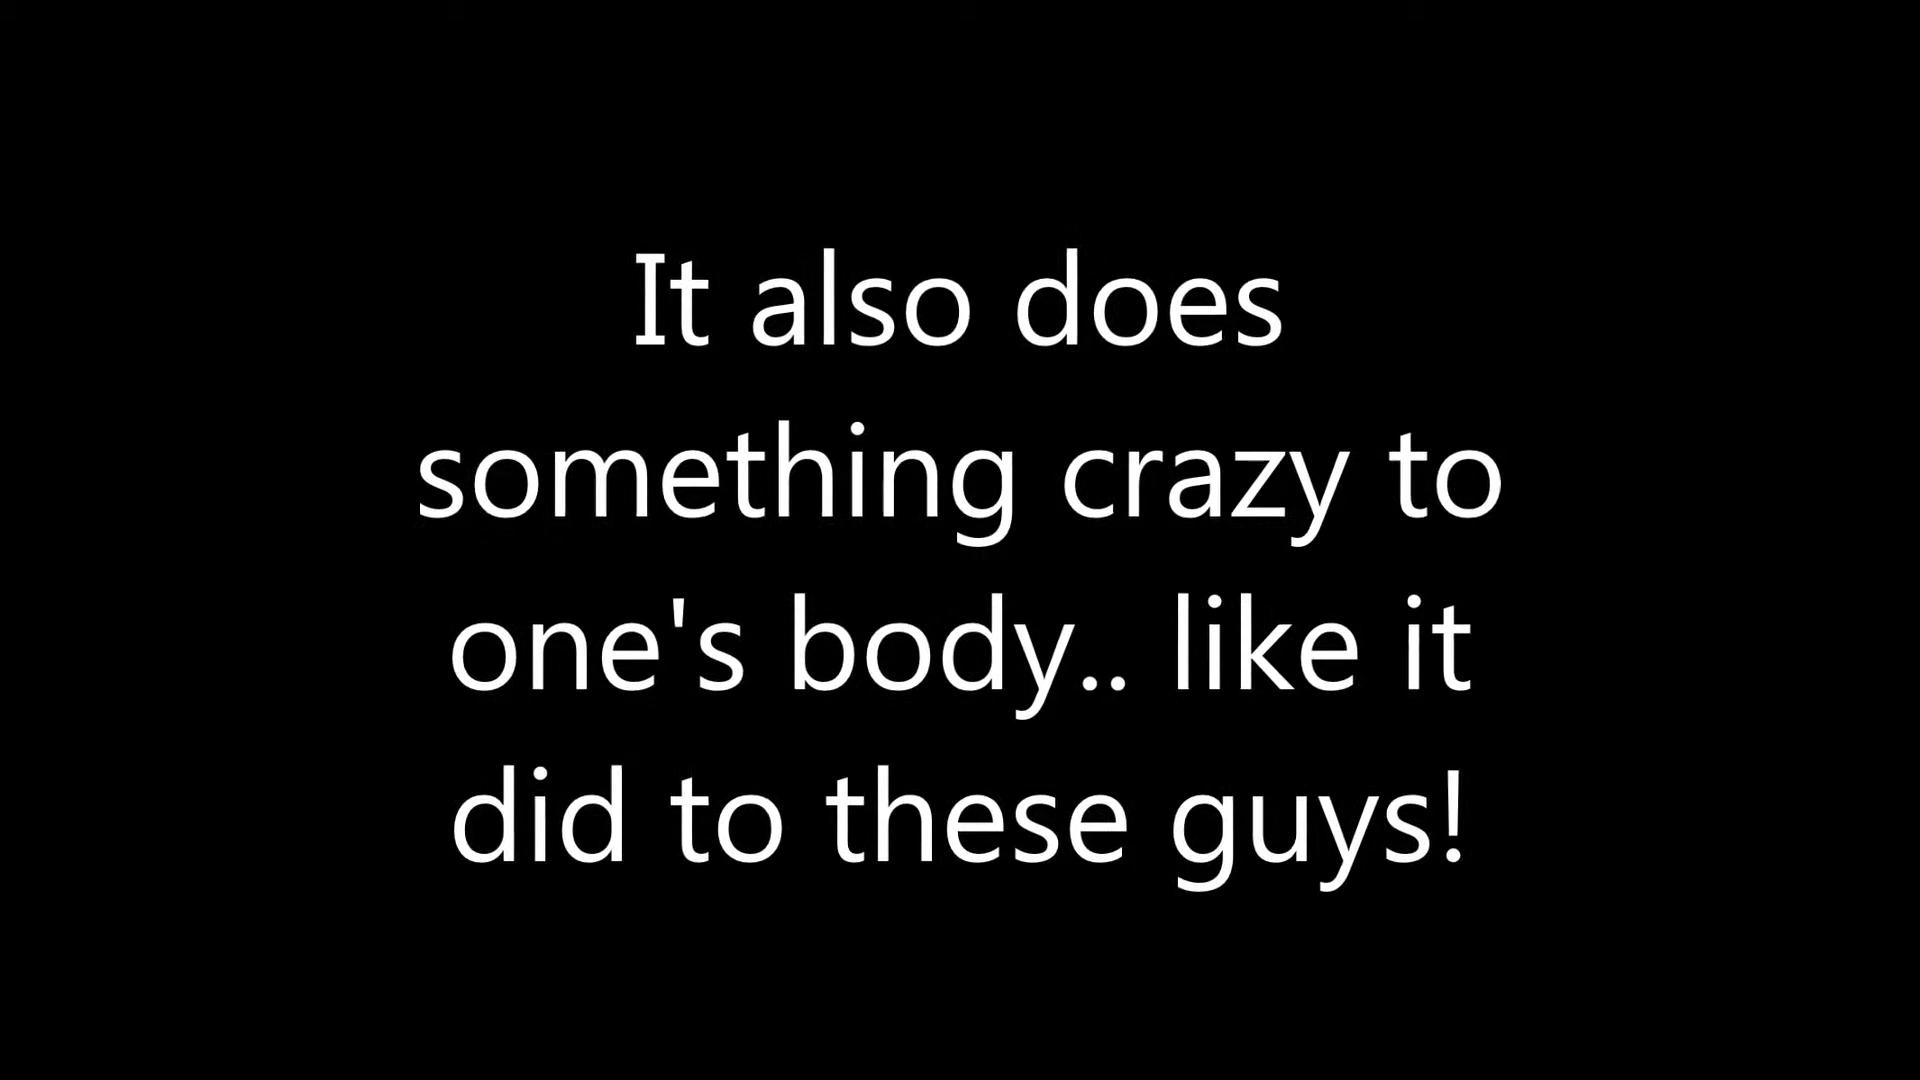 It also does
something crazy to
one's body.. like it
did to these guys!